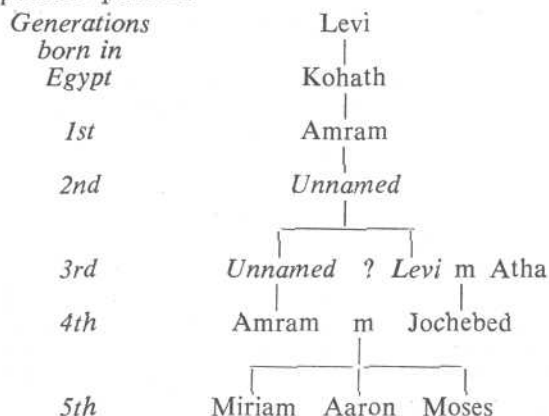 Generations Levi
born in
Egypt Kohath
1st Amram
2nd Unnamed
3rd Unnamed ? Levi m Atha
4th Amram m Jochebed
5th Miriam Aaron Moses